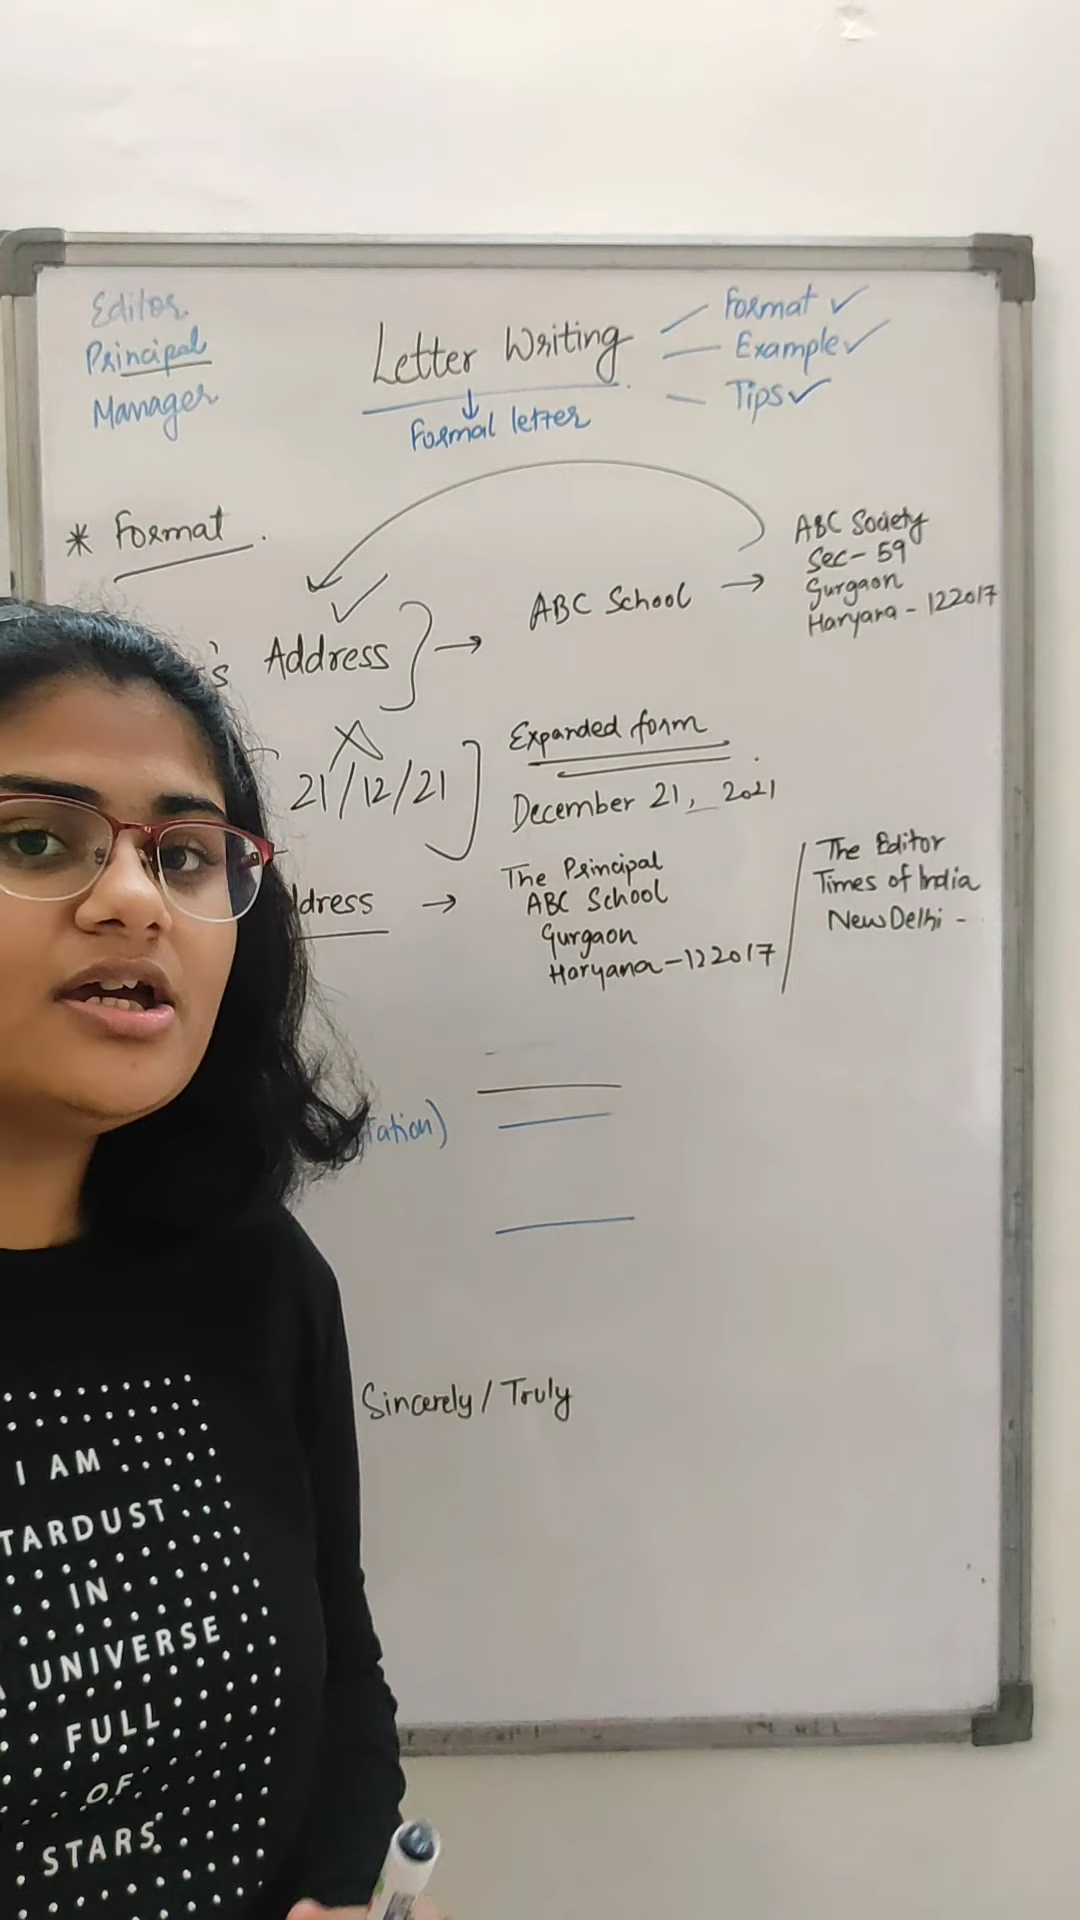 Editor
Principal
Manager
Letter Writing
Formal letter
Format ✓
Example ✓
Tips ✓
* Format.
's Address
ABC School →
ABC Society
Sec - 59
Gurgaon
Haryana - 122017
21/12/21
Expanded form
December 21, 2021
dress →
The Principal
ABC School
Gurgaon
Haryana - 122017
The Editor
Times of India
New Delhi -
tation)
Sincerely / Truly
I AM
TARDUST
IN
UNIVERSE
FULL
OF
STARS